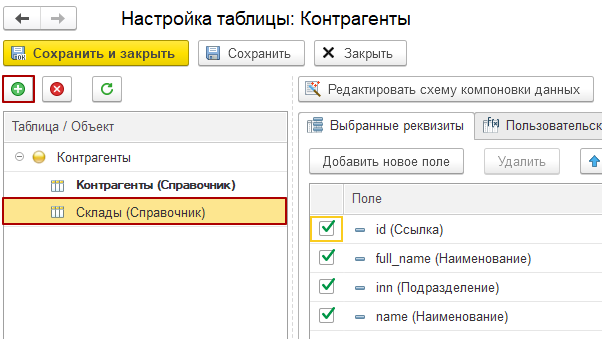 Настройка таблицы: Контрагенты
Сохранить и закрыть Сохранить Закрыть
Редактировать схему компоновки данных
Таблица / Объект
Контрагенты
Контрагенты (Справочник)
Склады (Справочник)
Выбранные реквизиты Пользовательск
Добавить новое поле Удалить
Поле
id (Ссылка)
full_name (Наименование)
inn (Подразделение)
name (Наименование)